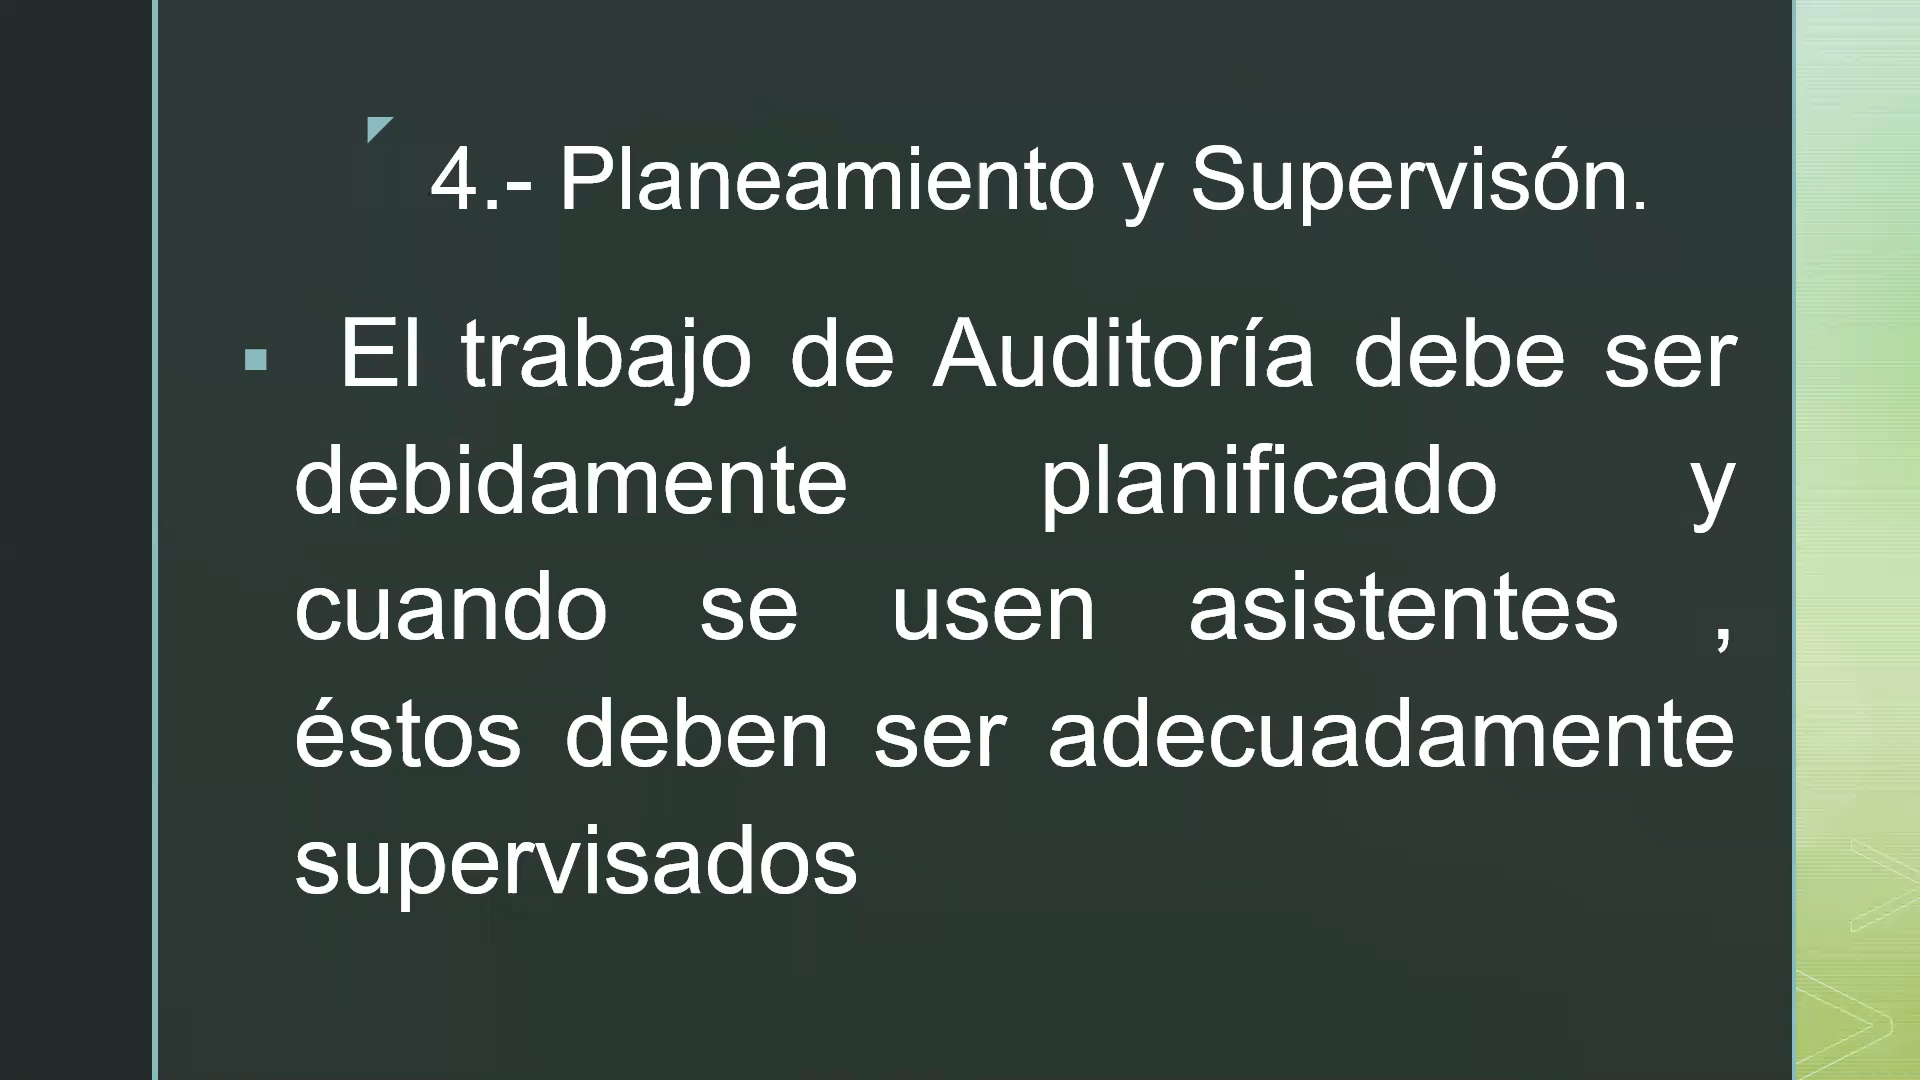 4.- Planeamiento y Supervisón.
El trabajo de Auditoría debe ser
debidamente planificado y
cuando se usen asistentes ,
éstos deben ser adecuadamente
supervisados